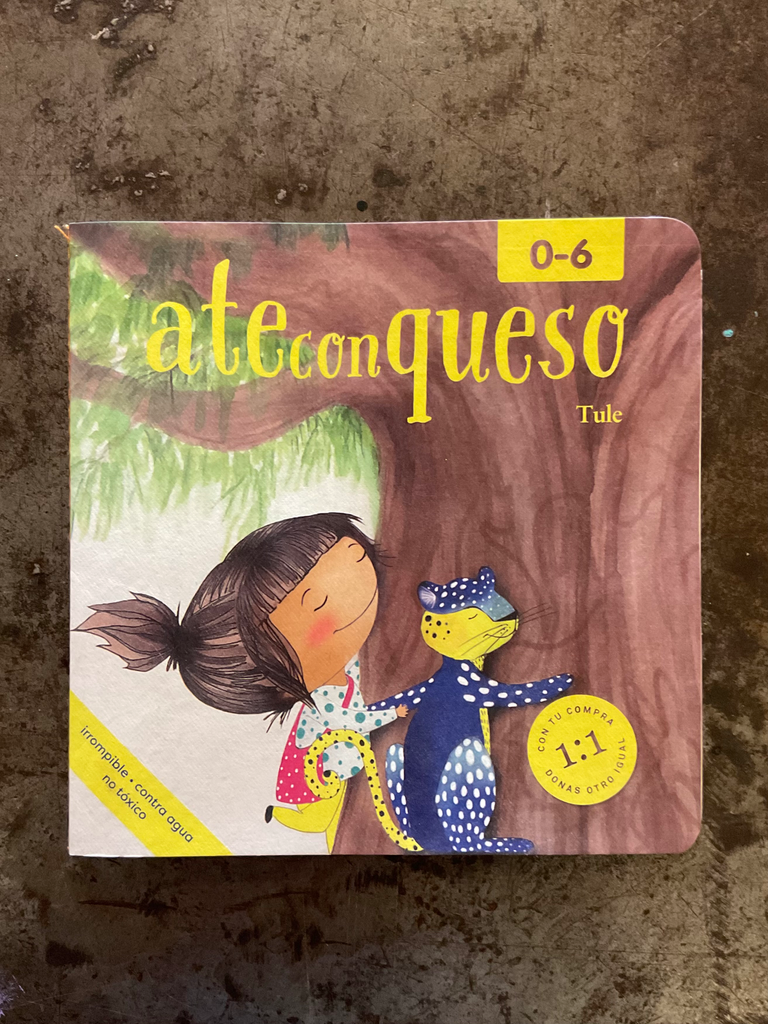 0-6
ateconqueso
Tule
CON TU COMPRA
1:1
DONAS OTRO IGUAL
irrompible • contra agua
no tóxico